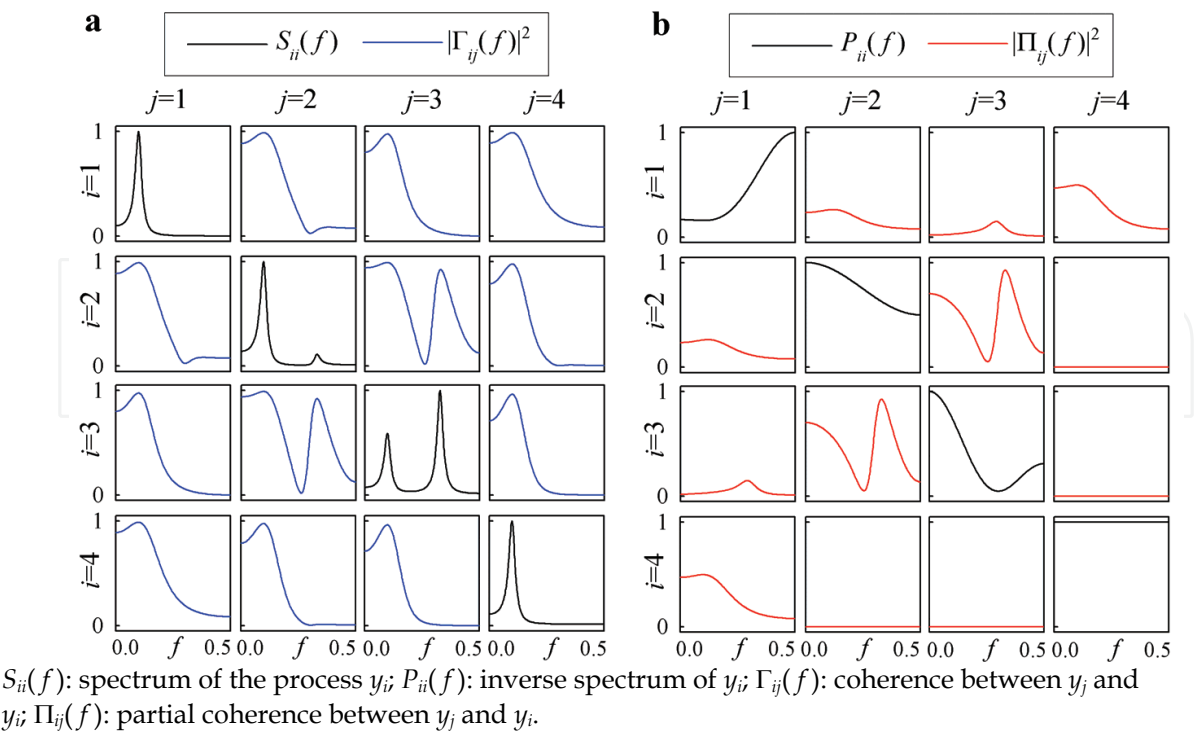 a
S_ii(f) |Γ_ij(f)|²
j=1 j=2 j=3 j=4
1
i=1
0
1
i=2
0
1
i=3
0
1
i=4
0
0.0 f 0.5 0.0 f 0.5 0.0 f 0.5 0.0 f 0.5
b
P_ii(f) |Π_ij(f)|²
j=1 j=2 j=3 j=4
1
i=1
0
1
i=2
0
1
i=3
0
1
i=4
0
0.0 f 0.5 0.0 f 0.5 0.0 f 0.5 0.0 f 0.5
S_ii(f): spectrum of the process y_i; P_ii(f): inverse spectrum of y_i; Γ_ij(f): coherence between y_j and
y_i; Π_ij(f): partial coherence between y_j and y_i.